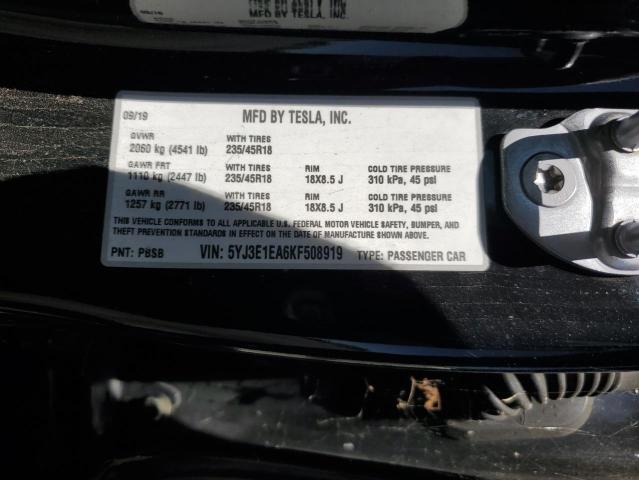 MFD BY TESLA, INC.
09/19 MFD BY TESLA, INC.
GVWR WITH TIRES
2060 kg (4541 lb) 235/45R18
GAWR FRT WITH TIRES RIM COLD TIRE PRESSURE
1110 kg (2447 lb) 235/45R18 18X8.5 J 310 kPa, 45 psi
GAWR RR WITH TIRES RIM COLD TIRE PRESSURE
1257 kg (2771 lb) 235/45R18 18X8.5 J 310 kPa, 45 psi
THIS VEHICLE CONFORMS TO ALL APPLICABLE U.S. FEDERAL MOTOR VEHICLE SAFETY, BUMPER, AND
THEFT PREVENTION STANDARDS IN EFFECT ON THE DATE OF MANUFACTURE SHOWN ABOVE.
PNT: PBSB VIN: 5YJ3E1EA6KF508919 TYPE: PASSENGER CAR